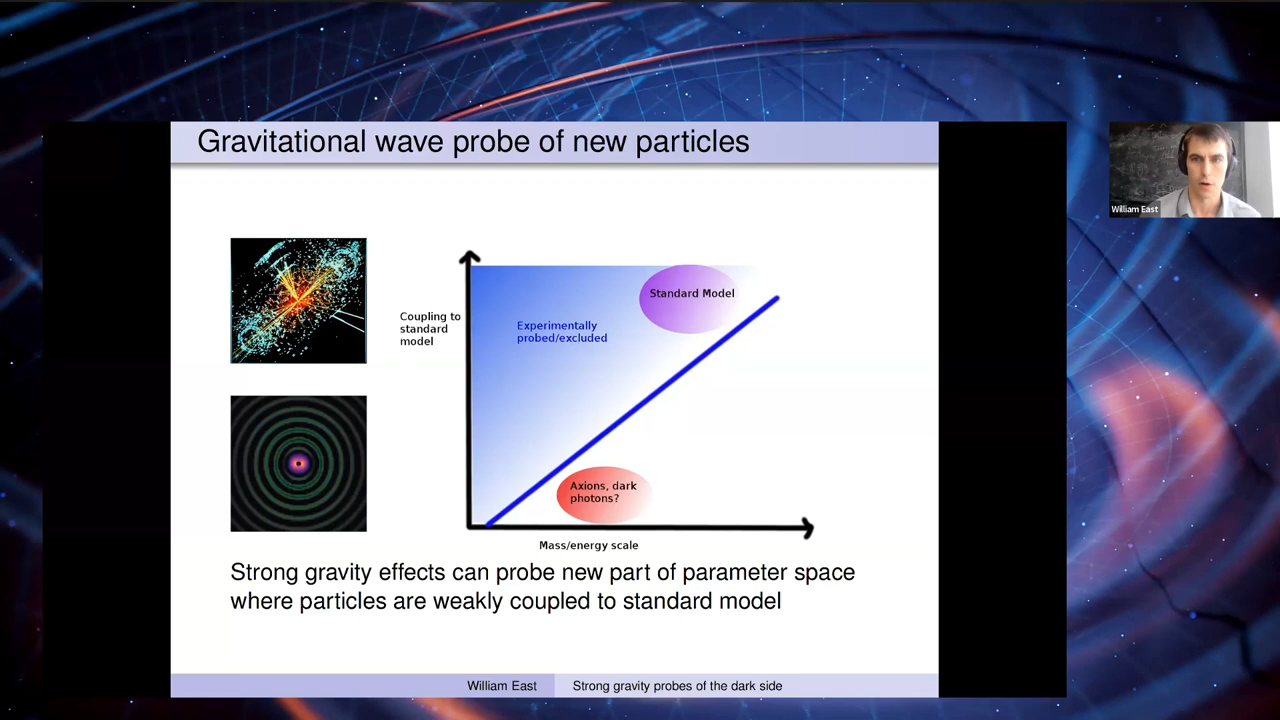 Gravitational wave probe of new particles
William East
Coupling to
standard
model
Standard Model
Experimentally
probed/excluded
Axions, dark
photons?
Mass/energy scale
Strong gravity effects can probe new part of parameter space
where particles are weakly coupled to standard model
William East
Strong gravity probes of the dark side